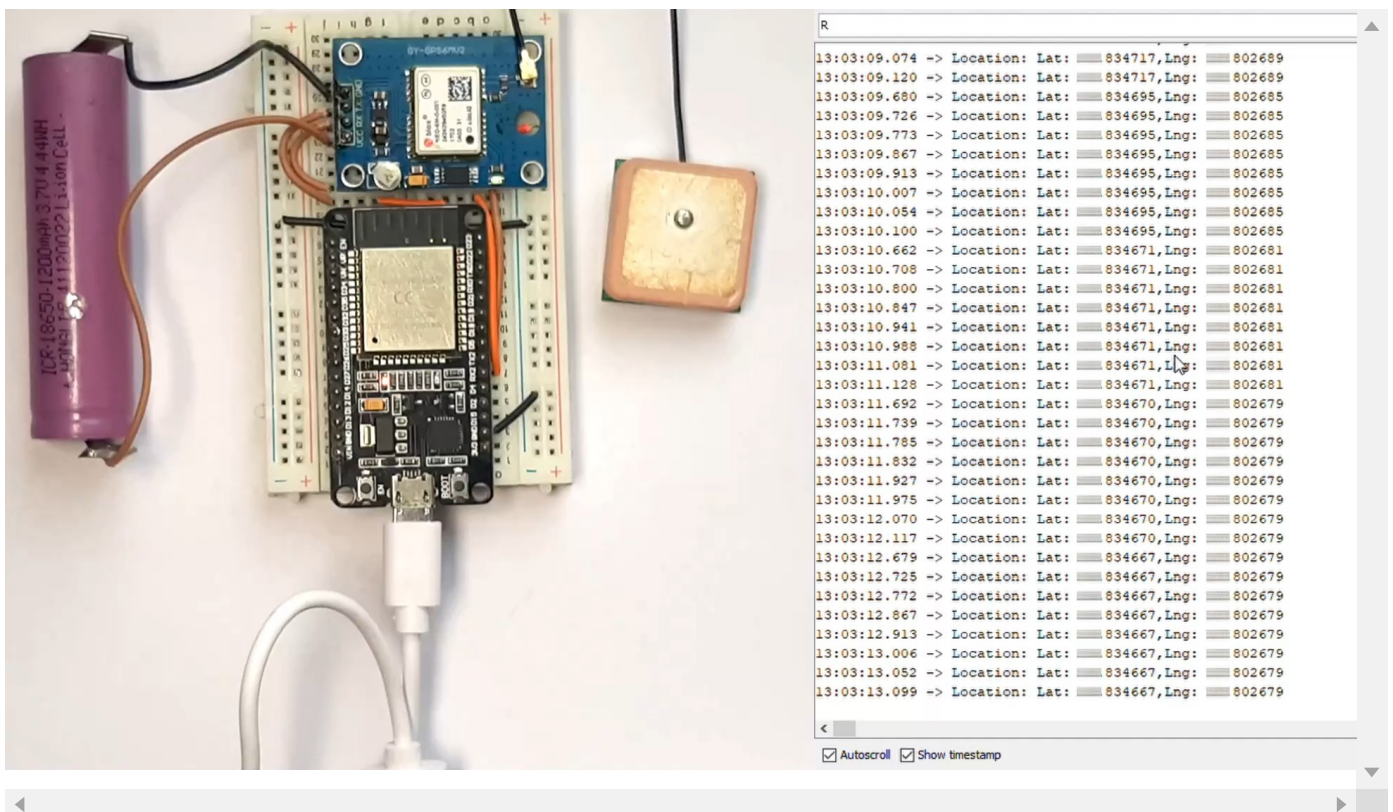 ICR-18650-1200mAh 3.7V 4.44WH
Li-ion Cell
GY-GPS6MV2
VCC RX TX GND
EN
BOOT
R
13:03:09.074 -> Location: Lat: 834717,Lng: 802689
13:03:09.120 -> Location: Lat: 834717,Lng: 802689
13:03:09.680 -> Location: Lat: 834695,Lng: 802685
13:03:09.726 -> Location: Lat: 834695,Lng: 802685
13:03:09.773 -> Location: Lat: 834695,Lng: 802685
13:03:09.867 -> Location: Lat: 834695,Lng: 802685
13:03:09.913 -> Location: Lat: 834695,Lng: 802685
13:03:10.007 -> Location: Lat: 834695,Lng: 802685
13:03:10.054 -> Location: Lat: 834695,Lng: 802685
13:03:10.100 -> Location: Lat: 834695,Lng: 802685
13:03:10.662 -> Location: Lat: 834671,Lng: 802681
13:03:10.708 -> Location: Lat: 834671,Lng: 802681
13:03:10.800 -> Location: Lat: 834671,Lng: 802681
13:03:10.847 -> Location: Lat: 834671,Lng: 802681
13:03:10.941 -> Location: Lat: 834671,Lng: 802681
13:03:10.988 -> Location: Lat: 834671,Lng: 802681
13:03:11.081 -> Location: Lat: 834671,Lng: 802681
13:03:11.128 -> Location: Lat: 834671,Lng: 802681
13:03:11.692 -> Location: Lat: 834670,Lng: 802679
13:03:11.739 -> Location: Lat: 834670,Lng: 802679
13:03:11.785 -> Location: Lat: 834670,Lng: 802679
13:03:11.832 -> Location: Lat: 834670,Lng: 802679
13:03:11.927 -> Location: Lat: 834670,Lng: 802679
13:03:11.975 -> Location: Lat: 834670,Lng: 802679
13:03:12.070 -> Location: Lat: 834670,Lng: 802679
13:03:12.117 -> Location: Lat: 834670,Lng: 802679
13:03:12.679 -> Location: Lat: 834667,Lng: 802679
13:03:12.725 -> Location: Lat: 834667,Lng: 802679
13:03:12.772 -> Location: Lat: 834667,Lng: 802679
13:03:12.867 -> Location: Lat: 834667,Lng: 802679
13:03:12.913 -> Location: Lat: 834667,Lng: 802679
13:03:13.006 -> Location: Lat: 834667,Lng: 802679
13:03:13.052 -> Location: Lat: 834667,Lng: 802679
13:03:13.099 -> Location: Lat: 834667,Lng: 802679
Autoscroll Show timestamp